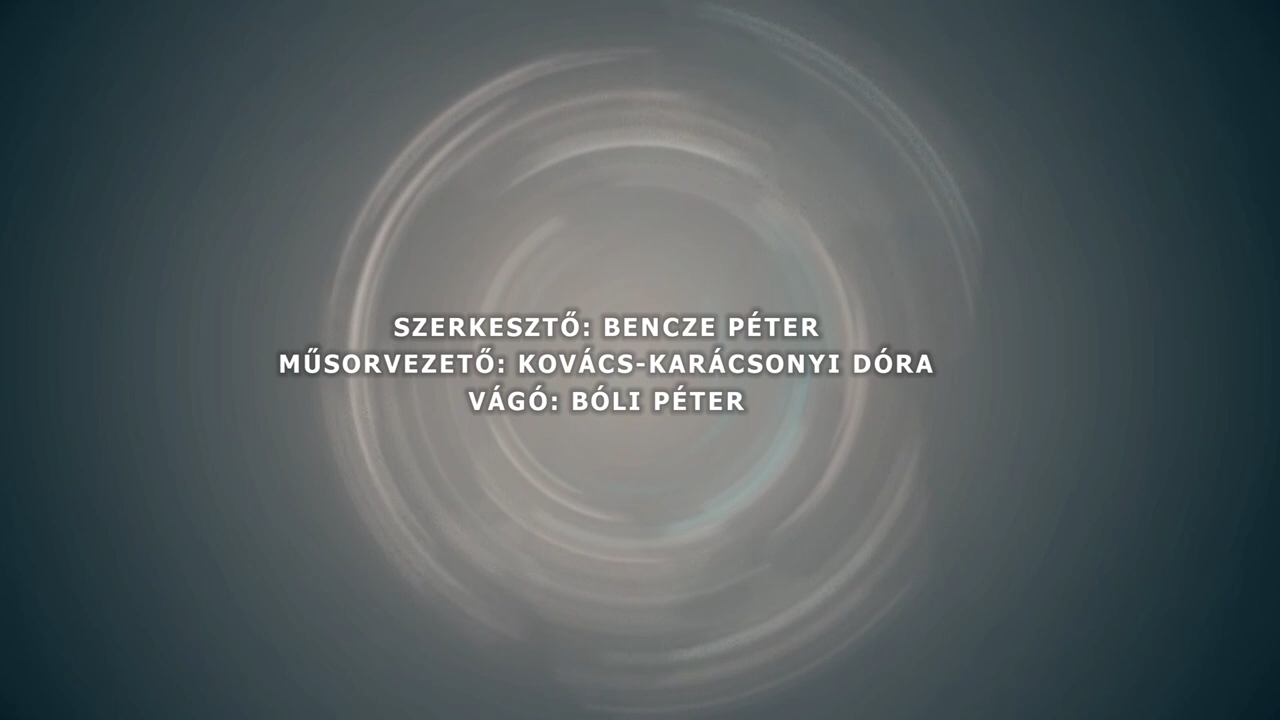 SZERKESZTŐ: BENCZE PÉTER
MŰSORVEZETŐ: KOVÁCS-KARÁCSONYI DÓRA
VÁGÓ: BÓLI PÉTER